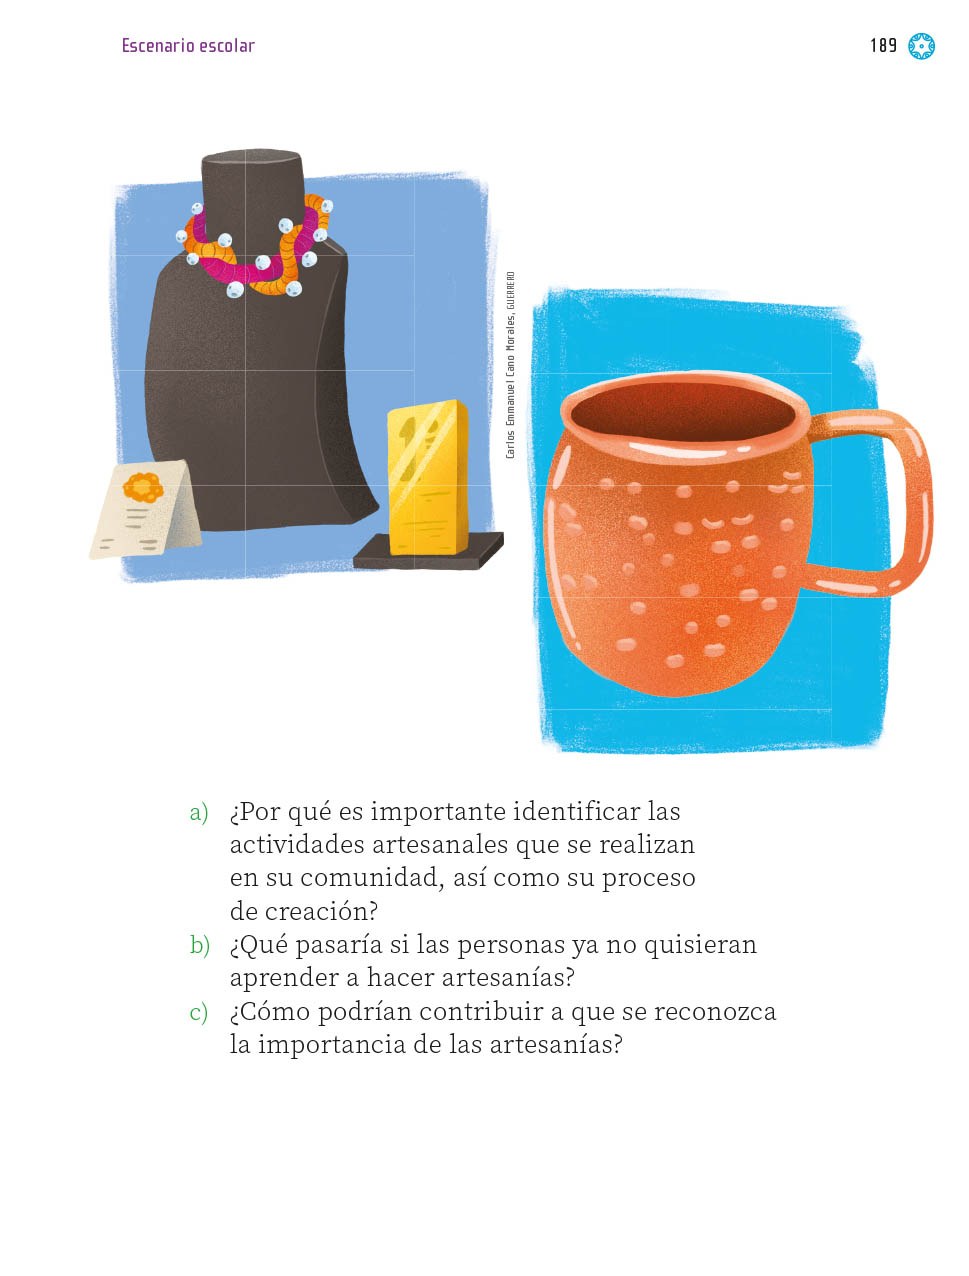 Escenario escolar
189
Carlos Emmanuel Cano Morales, GUERRERO
a) ¿Por qué es importante identificar las
actividades artesanales que se realizan
en su comunidad, así como su proceso
de creación?
b) ¿Qué pasaría si las personas ya no quisieran
aprender a hacer artesanías?
c) ¿Cómo podrían contribuir a que se reconozca
la importancia de las artesanías?